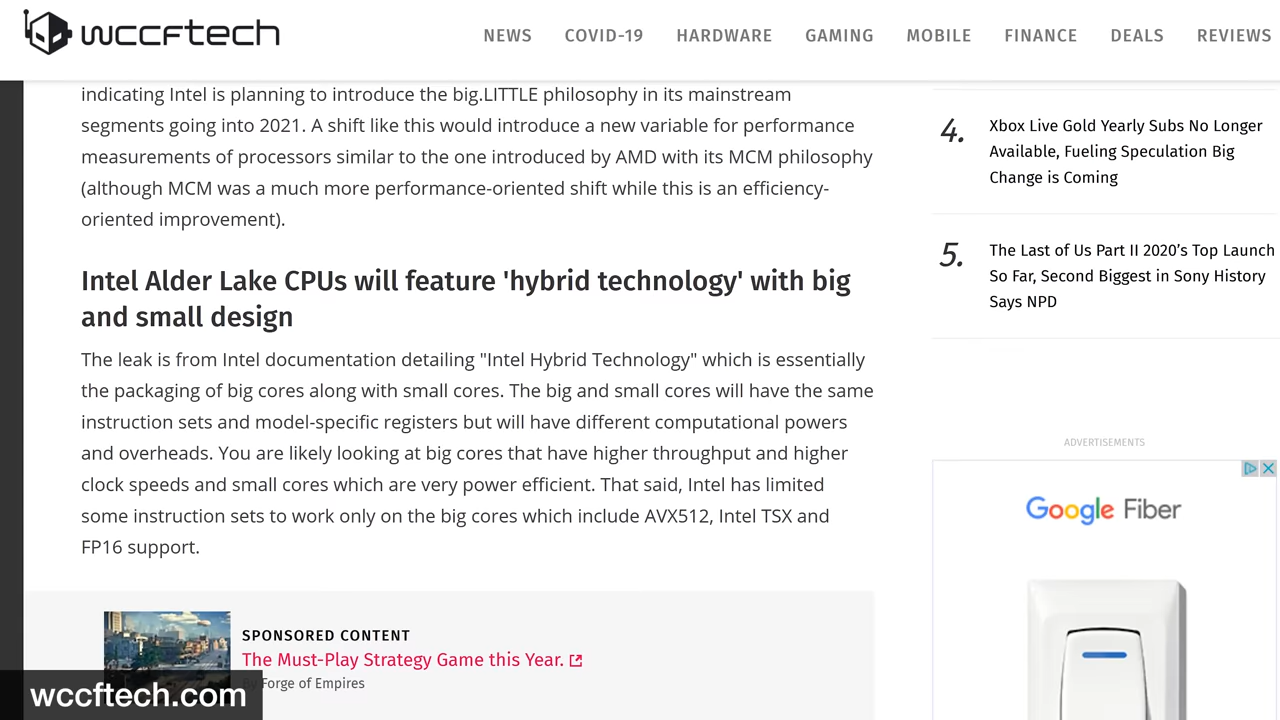 wccftech
NEWS COVID-19 HARDWARE GAMING MOBILE FINANCE DEALS REVIEWS
indicating Intel is planning to introduce the big.LITTLE philosophy in its mainstream
segments going into 2021. A shift like this would introduce a new variable for performance
measurements of processors similar to the one introduced by AMD with its MCM philosophy
(although MCM was a much more performance-oriented shift while this is an efficiency-
oriented improvement).
Intel Alder Lake CPUs will feature 'hybrid technology' with big
and small design
The leak is from Intel documentation detailing "Intel Hybrid Technology" which is essentially
the packaging of big cores along with small cores. The big and small cores will have the same
instruction sets and model-specific registers but will have different computational powers
and overheads. You are likely looking at big cores that have higher throughput and higher
clock speeds and small cores which are very power efficient. That said, Intel has limited
some instruction sets to work only on the big cores which include AVX512, Intel TSX and
FP16 support.
SPONSORED CONTENT
The Must-Play Strategy Game this Year.
By Forge of Empires
wccftech.com
4.
Xbox Live Gold Yearly Subs No Longer
Available, Fueling Speculation Big
Change is Coming
5.
The Last of Us Part II 2020’s Top Launch
So Far, Second Biggest in Sony History
Says NPD
ADVERTISEMENTS
Google Fiber